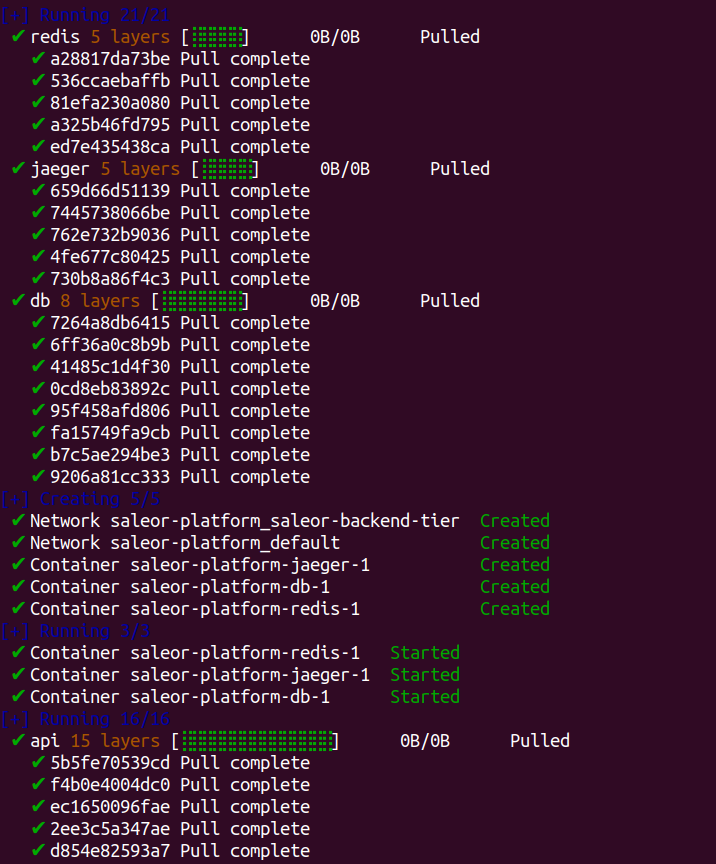 [+] Running 21/21
✔ redis 5 layers [⣿⣿⣿⣿⣿] 0B/0B Pulled
✔ a28817da73be Pull complete
✔ 536ccaebaffb Pull complete
✔ 81efa230a080 Pull complete
✔ a325b46fd795 Pull complete
✔ ed7e435438ca Pull complete
✔ jaeger 5 layers [⣿⣿⣿⣿⣿] 0B/0B Pulled
✔ 659d66d51139 Pull complete
✔ 7445738066be Pull complete
✔ 762e732b9036 Pull complete
✔ 4fe677c80425 Pull complete
✔ 730b8a86f4c3 Pull complete
✔ db 8 layers [⣿⣿⣿⣿⣿⣿⣿⣿] 0B/0B Pulled
✔ 7264a8db6415 Pull complete
✔ 6ff36a0c8b9b Pull complete
✔ 41485c1d4f30 Pull complete
✔ 0cd8eb83892c Pull complete
✔ 95f458afd806 Pull complete
✔ fa15749fa9cb Pull complete
✔ b7c5ae294be3 Pull complete
✔ 9206a81cc333 Pull complete
[+] Creating 5/5
✔ Network saleor-platform_saleor-backend-tier Created
✔ Network saleor-platform_default Created
✔ Container saleor-platform-jaeger-1 Created
✔ Container saleor-platform-db-1 Created
✔ Container saleor-platform-redis-1 Created
[+] Running 3/3
✔ Container saleor-platform-redis-1 Started
✔ Container saleor-platform-jaeger-1 Started
✔ Container saleor-platform-db-1 Started
[+] Running 16/16
✔ api 15 layers [⣿⣿⣿⣿⣿⣿⣿⣿⣿⣿⣿⣿⣿⣿⣿] 0B/0B Pulled
✔ 5b5fe70539cd Pull complete
✔ f4b0e4004dc0 Pull complete
✔ ec1650096fae Pull complete
✔ 2ee3c5a347ae Pull complete
✔ d854e82593a7 Pull complete